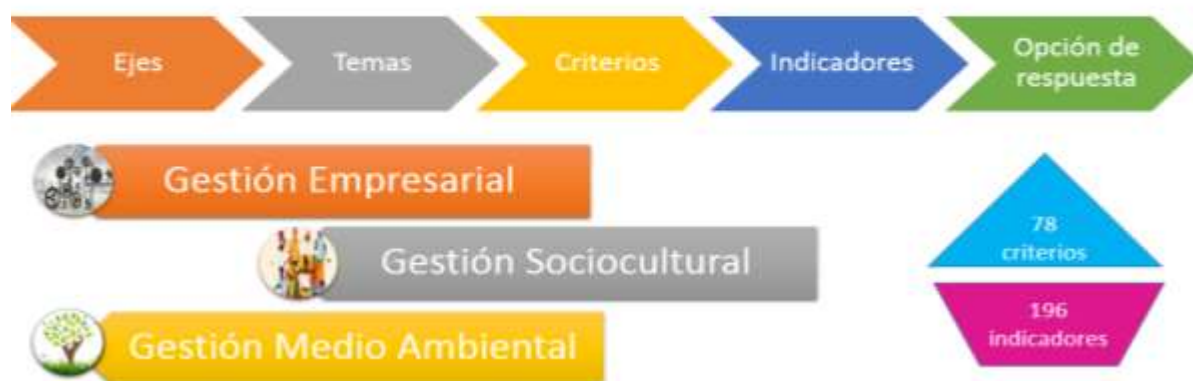 Ejes
Temas
Criterios
Indicadores
Opción de
respuesta
Gestión Empresarial
Gestión Sociocultural
Gestión Medio Ambiental
78
criterios
196
indicadores